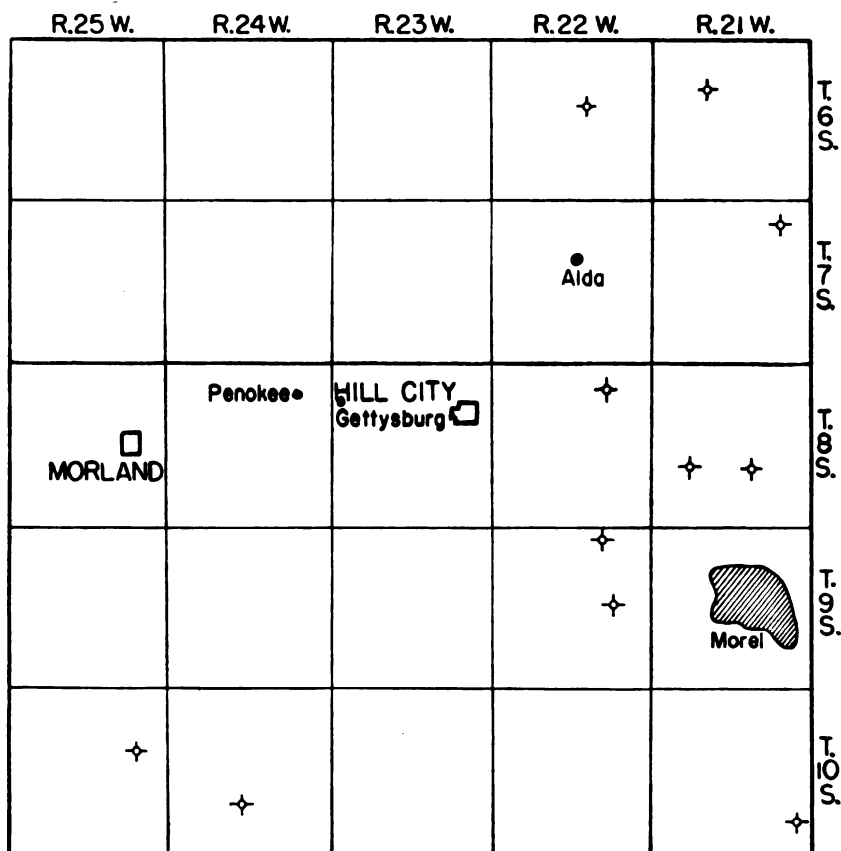 R.25 W. R.24 W. R.23 W. R.22 W. R.21 W.
T.
6
S.
T.
7
S.
Alda
Penokee
HILL CITY
Gettysburg
MORLAND
T.
8
S.
T.
9
S.
Morel
T.
10
S.